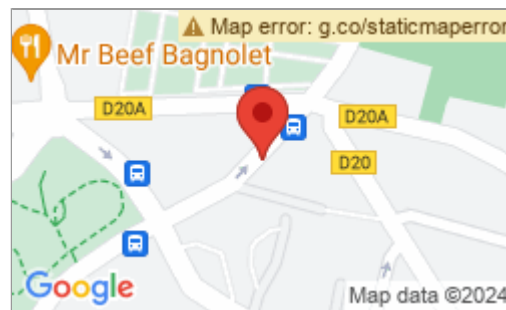 Map error: g.co/staticmaperror
Mr Beef Bagnolet
D20A
D20A
D20
Google
Map data ©2024